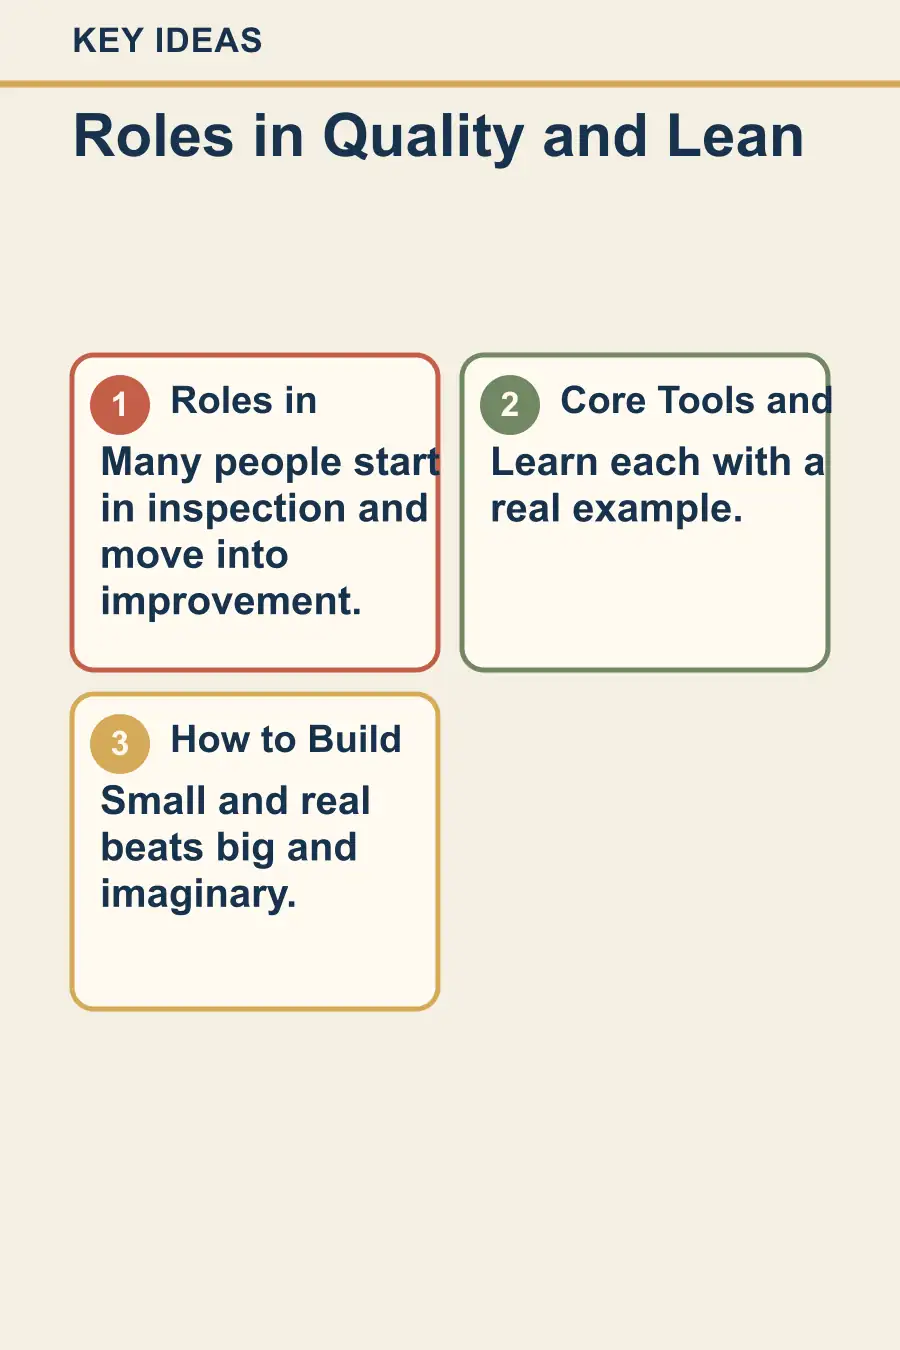 KEY IDEAS
Roles in Quality and Lean
1 Roles in
Many people start
in inspection and
move into
improvement.
2 Core Tools and
Learn each with a
real example.
3 How to Build
Small and real
beats big and
imaginary.